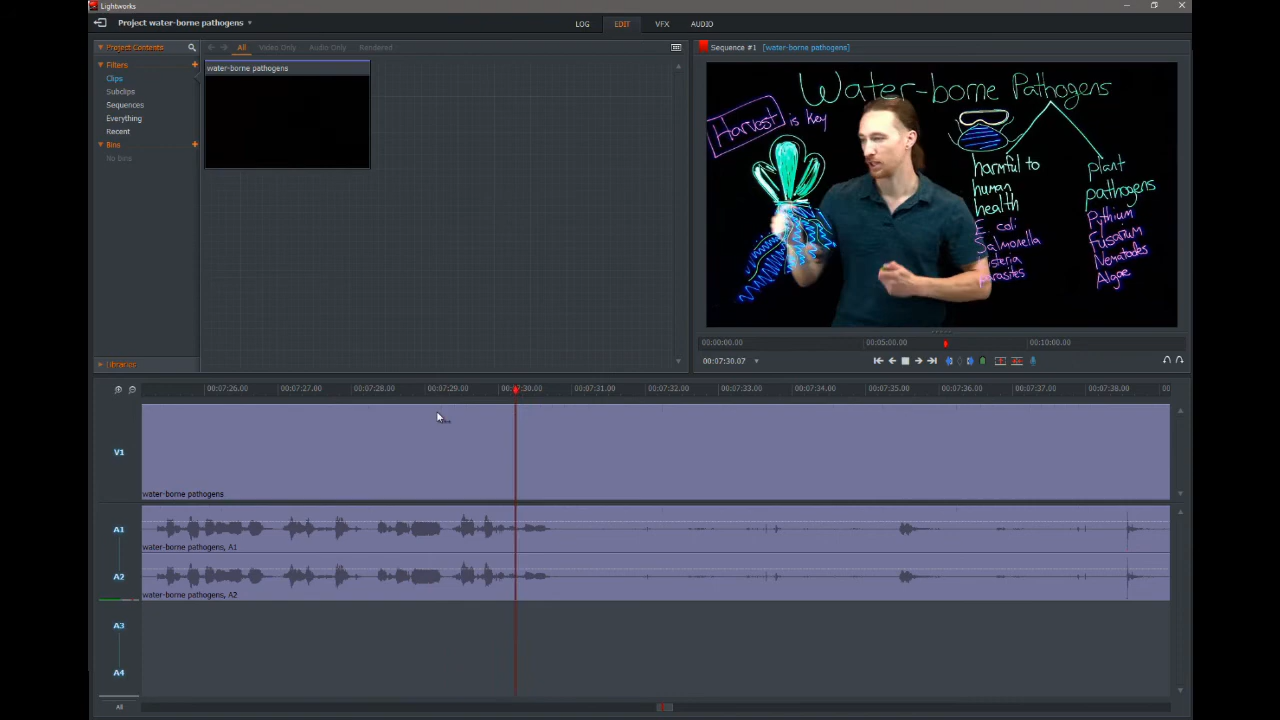 Lightworks
Project water-borne pathogens
LOG EDIT VFX AUDIO
Project Contents
All Video Only Audio Only Rendered
Sequence #1 [water-borne pathogens]
Filters
Clips
Subclips
Sequences
Everything
Recent
Bins
No bins
Libraries
water-borne pathogens
Water-borne Pathogens
Harvest is key
harmful to
human
health
E. coli
Salmonella
Listeria
parasites
plant
pathogens
Pythium
Fusarium
Nematodes
Algae
00:00:00.00 00:05:00.00 00:10:00.00
00:07:30.07
00:07:26.00 00:07:27.00 00:07:28.00 00:07:29.00 00:07:30.00 00:07:31.00 00:07:32.00 00:07:33.00 00:07:34.00 00:07:35.00 00:07:36.00 00:07:37.00 00:07:38.00 00
V1
water-borne pathogens
A1
water-borne pathogens, A1
A2
water-borne pathogens, A2
A3
A4
All